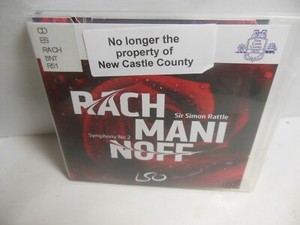 CD
EB
RACH
SNT
RS1
No longer the
property of
New Castle County
RACH
Sir Simon Rattle
MANI
Symphony No 2
NOFF
LSO